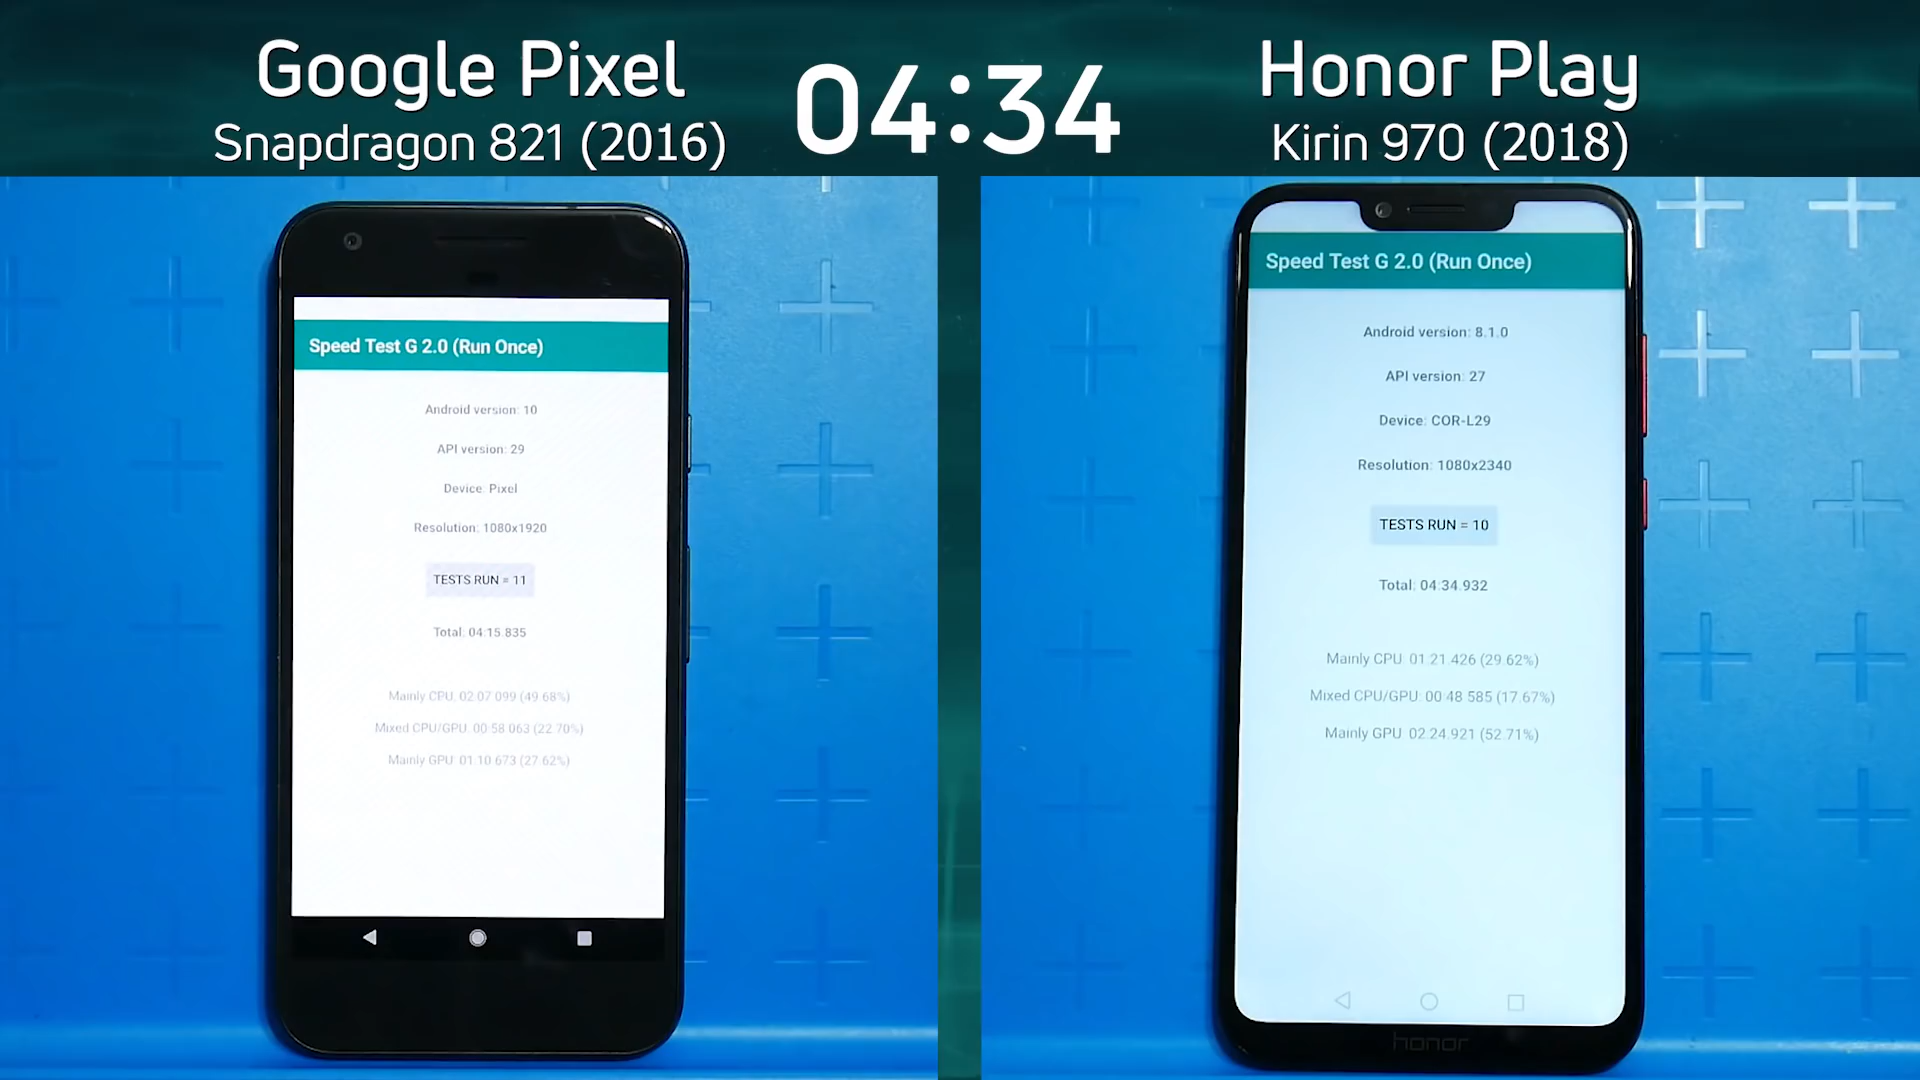 Google Pixel
Snapdragon 821 (2016)
04:34
Honor Play
Kirin 970 (2018)
Speed Test G 2.0 (Run Once)
Android version: 10
API version: 29
Device: Pixel
Resolution: 1080x1920
TESTS RUN = 11
Total: 04:15.835
Mainly CPU: 02:07.099 (49.68%)
Mixed CPU/GPU: 00:58.063 (22.70%)
Mainly GPU: 01:10.673 (27.62%)
Speed Test G 2.0 (Run Once)
Android version: 8.1.0
API version: 27
Device: COR-L29
Resolution: 1080x2340
TESTS RUN = 10
Total: 04:34.932
Mainly CPU: 01:21.426 (29.62%)
Mixed CPU/GPU: 00:48.585 (17.67%)
Mainly GPU: 02:24.921 (52.71%)
honor